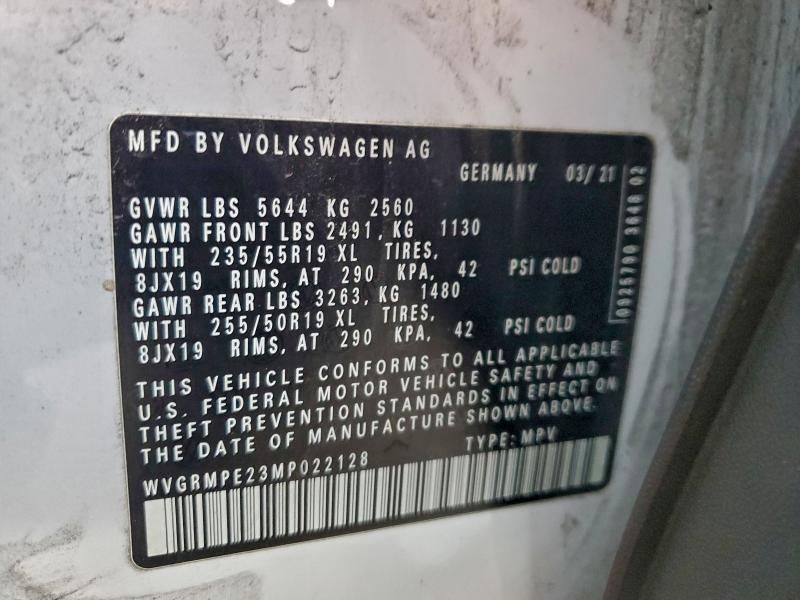 MFD BY VOLKSWAGEN AG
GERMANY 03/21
GVWR LBS 5644 KG 2560
GAWR FRONT LBS 2491, KG 1130
WITH 235/55R19 XL TIRES,
8JX19 RIMS, AT 290 KPA, 42 PSI COLD
GAWR REAR LBS 3263, KG 1480
WITH 255/50R19 XL TIRES,
8JX19 RIMS, AT 290 KPA, 42 PSI COLD
THIS VEHICLE CONFORMS TO ALL APPLICABLE
U.S. FEDERAL MOTOR VEHICLE SAFETY AND
THEFT PREVENTION STANDARDS IN EFFECT ON
THE DATE OF MANUFACTURE SHOWN ABOVE.
WVGRMPE23MP022128 TYPE: MPV
3648 02